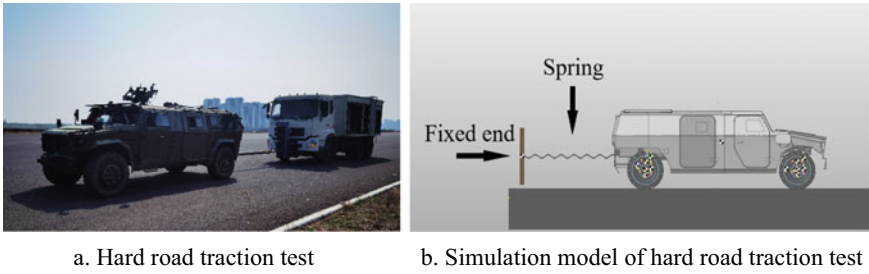 Spring
Fixed end
a. Hard road traction test
b. Simulation model of hard road traction test